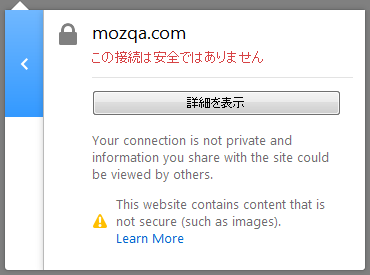 mozqa.com
この接続は安全ではありません
詳細を表示
Your connection is not private and
information you share with the site could
be viewed by others.
This website contains content that is
not secure (such as images).
Learn More